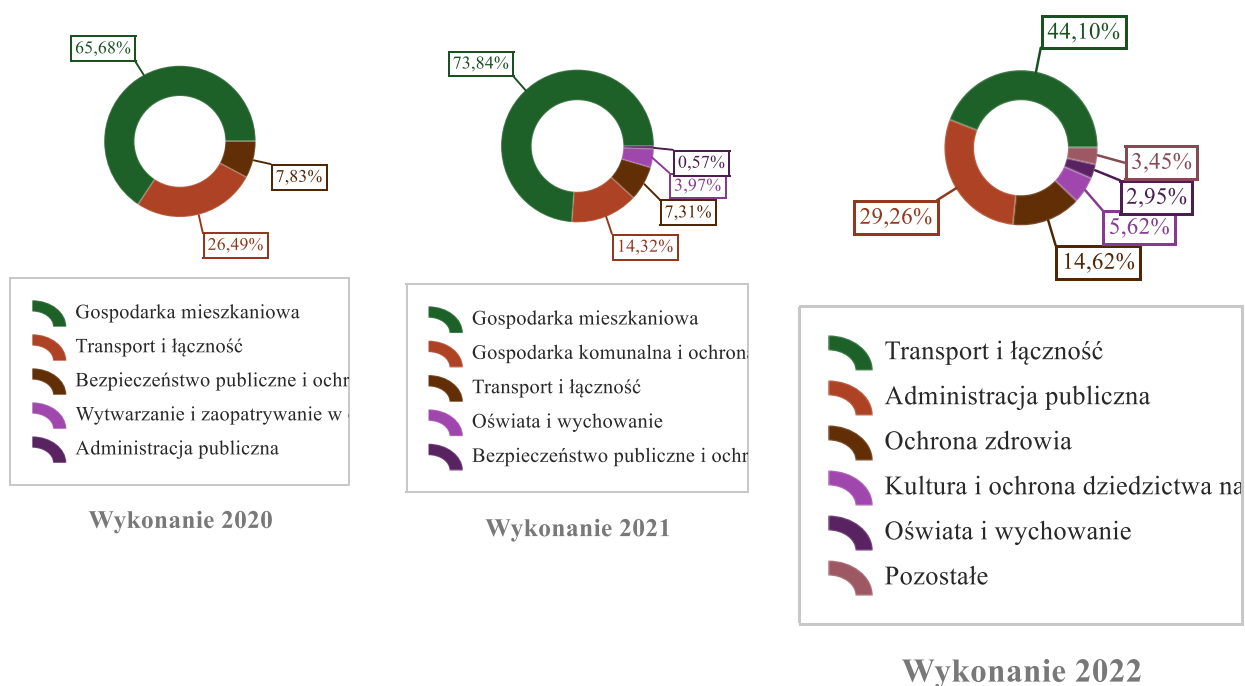 65,68%
7,83%
26,49%
Gospodarka mieszkaniowa
Transport i łączność
Bezpieczeństwo publiczne i ochr
Wytwarzanie i zaopatrywanie w
Administracja publiczna
Wykonanie 2020
73,84%
0,57%
3,97%
7,31%
14,32%
Gospodarka mieszkaniowa
Gospodarka komunalna i ochron
Transport i łączność
Oświata i wychowanie
Bezpieczeństwo publiczne i ochr
Wykonanie 2021
44,10%
3,45%
2,95%
29,26%
5,62%
14,62%
Transport i łączność
Administracja publiczna
Ochrona zdrowia
Kultura i ochrona dziedzictwa na
Oświata i wychowanie
Pozostałe
Wykonanie 2022